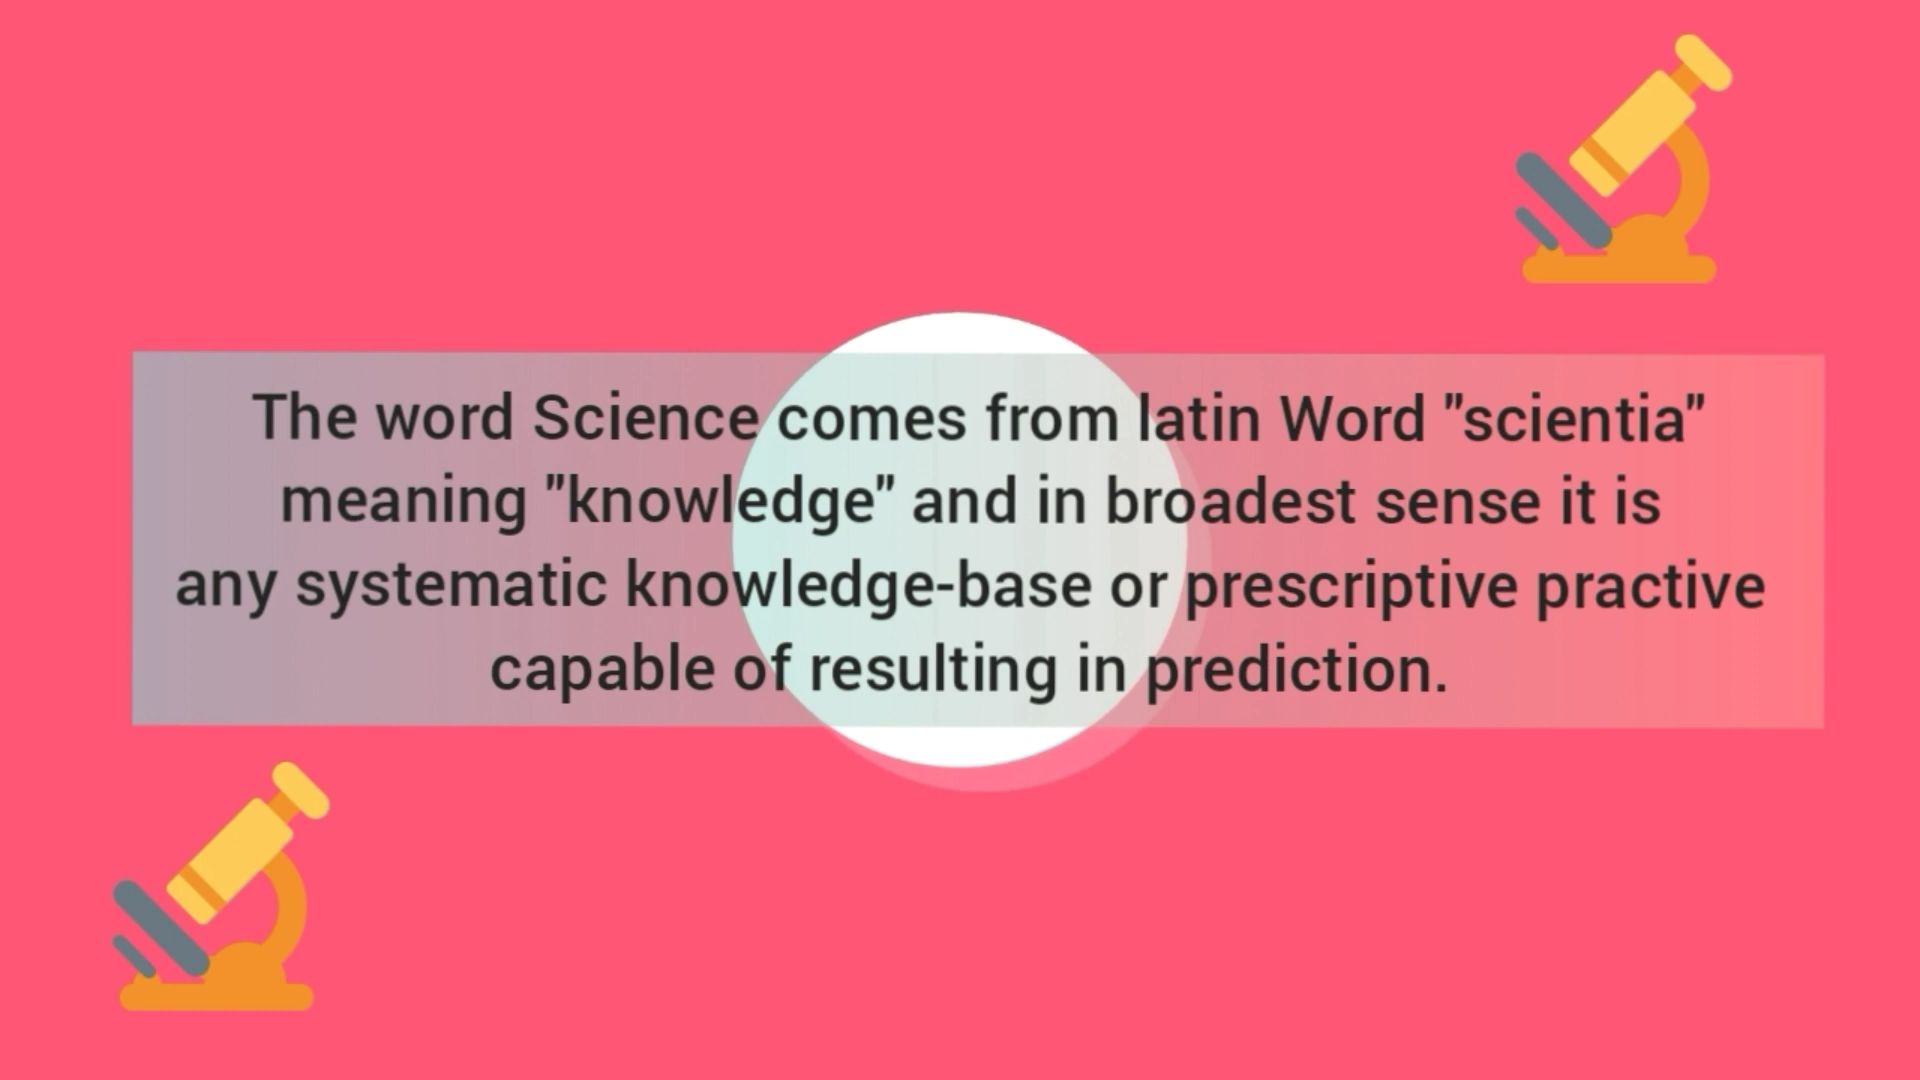 The word Science comes from latin Word "scientia"
meaning "knowledge" and in broadest sense it is
any systematic knowledge-base or prescriptive practive
capable of resulting in prediction.